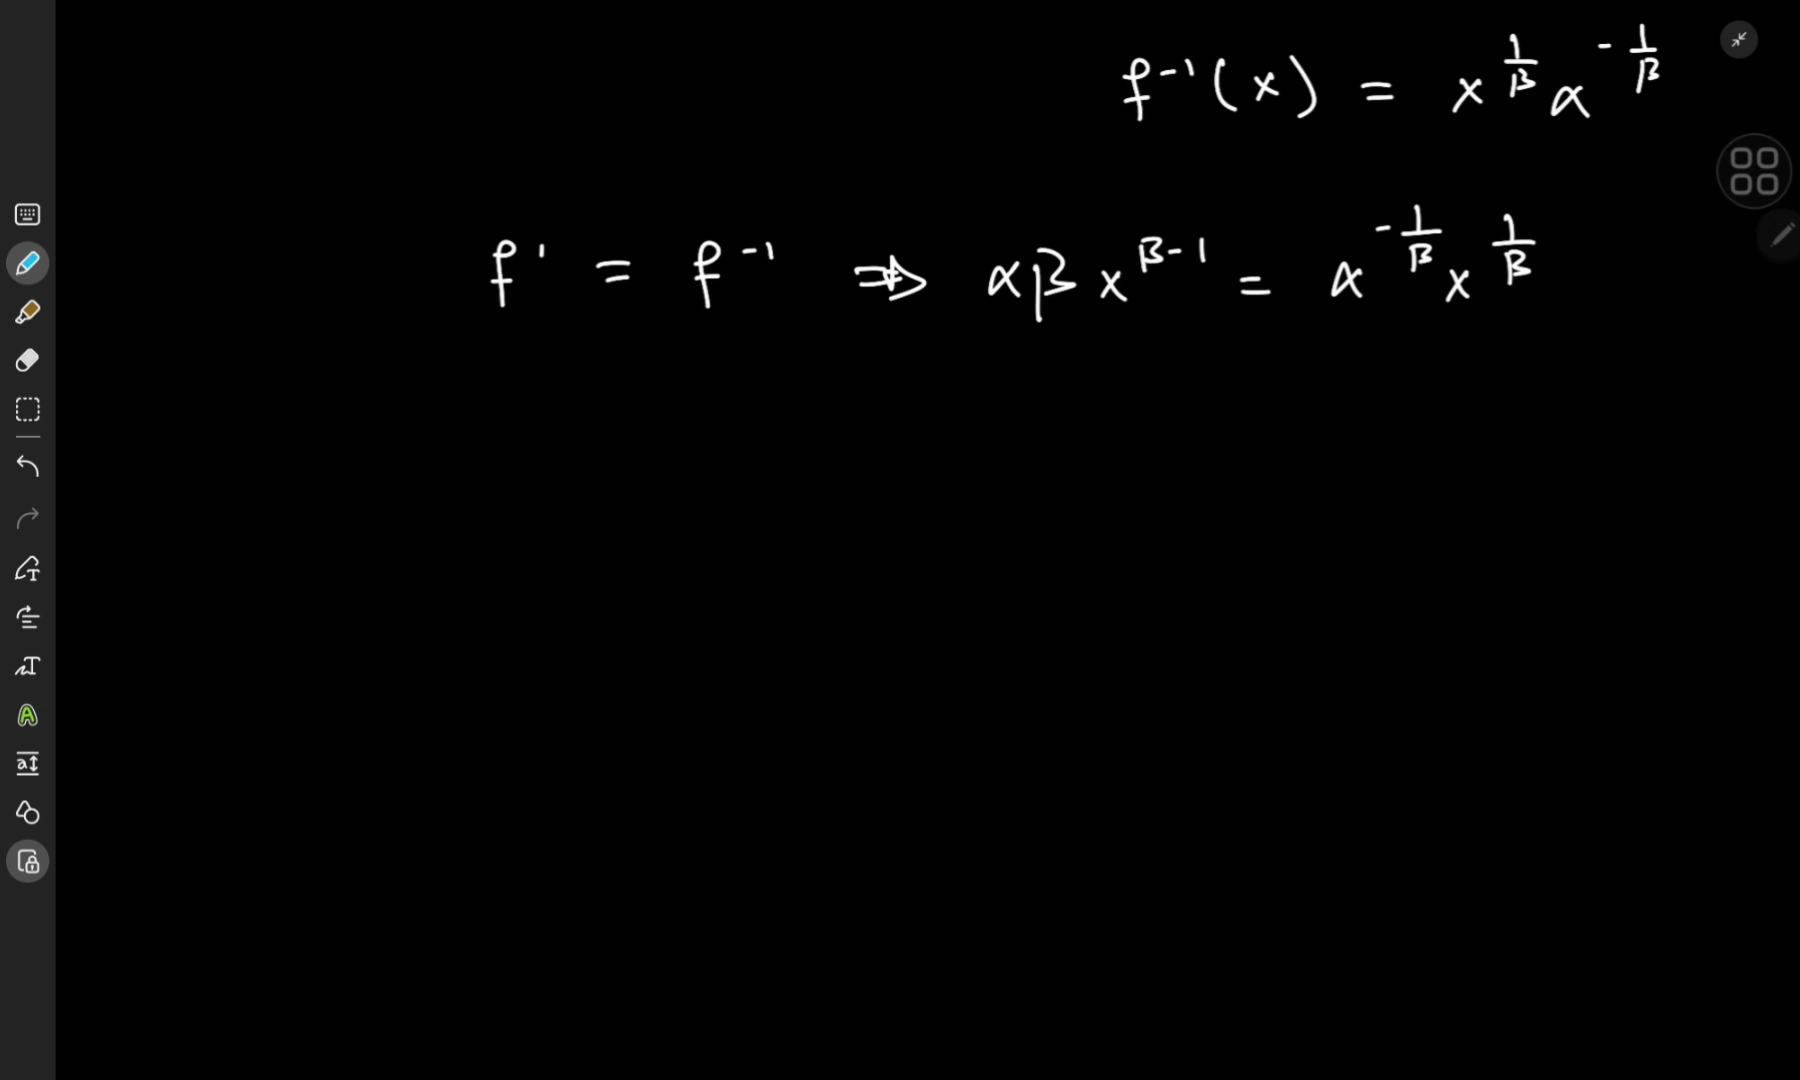 f⁻¹(x) = x^{1/β} α^{-1/β}
f' = f⁻¹ ⇒ αβ x^{β-1} = α^{-1/β} x^{1/β}